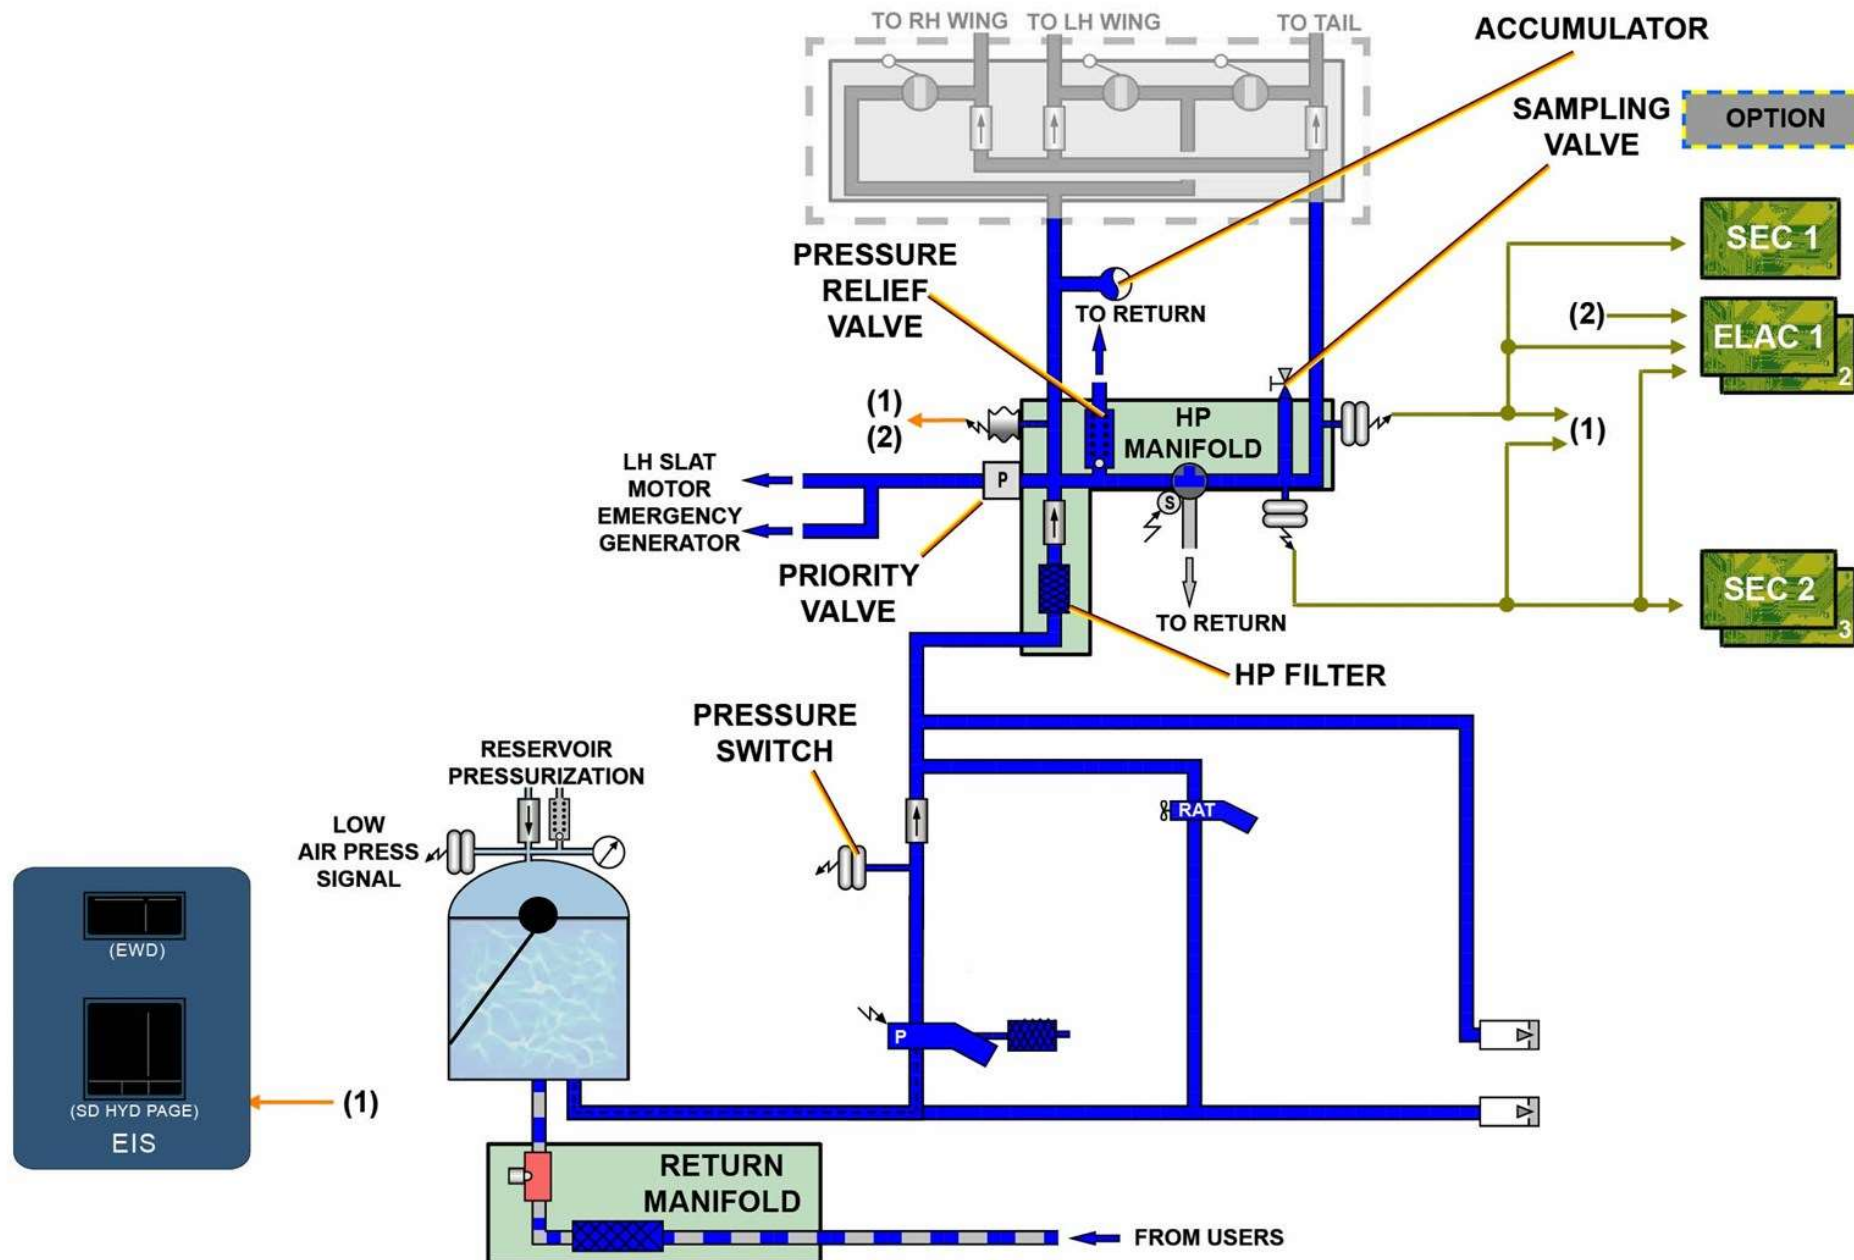 TO RH WING
TO LH WING
TO TAIL
ACCUMULATOR
SAMPLING
VALVE
OPTION
SEC 1
PRESSURE
RELIEF
VALVE
TO RETURN
(2)
ELAC 1
2
(1)
(2)
HP
MANIFOLD
(1)
LH SLAT
MOTOR
EMERGENCY
GENERATOR
P
S
PRIORITY
VALVE
TO RETURN
SEC 2
3
HP FILTER
PRESSURE
SWITCH
RESERVOIR
PRESSURIZATION
RAT
LOW
AIR PRESS
SIGNAL
(EWD)
P
(SD HYD PAGE)
(1)
EIS
RETURN
MANIFOLD
FROM USERS